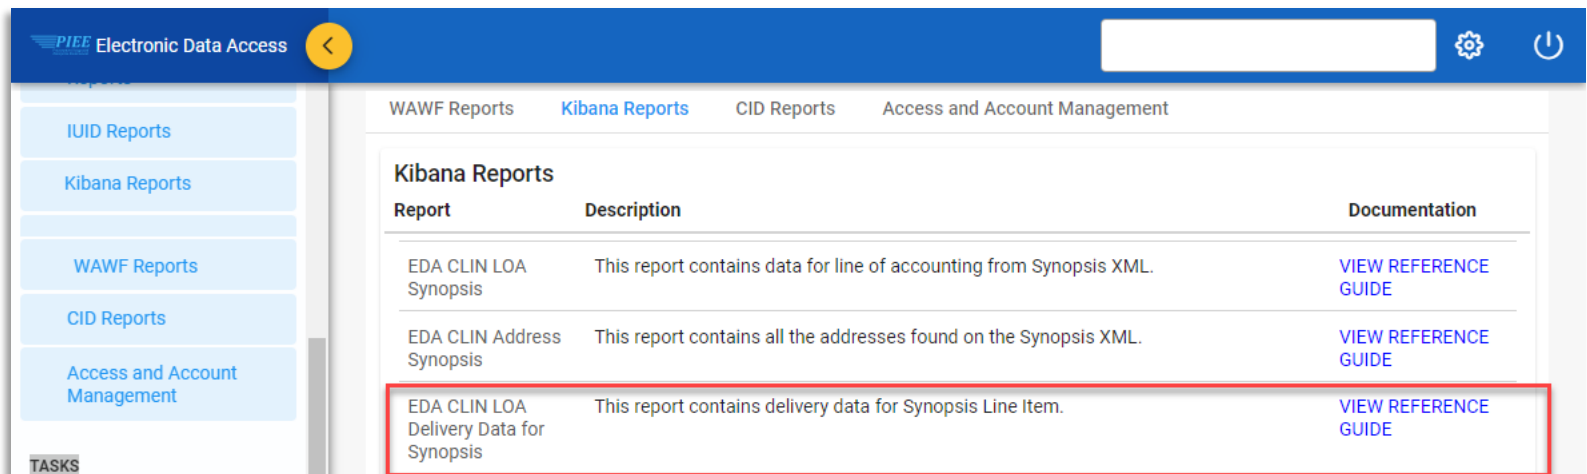 PIEE Electronic Data Access
Reports
IUID Reports
Kibana Reports
WAWF Reports
CID Reports
Access and Account
Management
TASKS
WAWF Reports Kibana Reports CID Reports Access and Account Management
Kibana Reports
Report Description Documentation
EDA CLIN LOA This report contains data for line of accounting from Synopsis XML. VIEW REFERENCE
Synopsis GUIDE
EDA CLIN Address This report contains all the addresses found on the Synopsis XML. VIEW REFERENCE
Synopsis GUIDE
EDA CLIN LOA This report contains delivery data for Synopsis Line Item. VIEW REFERENCE
Delivery Data for GUIDE
Synopsis